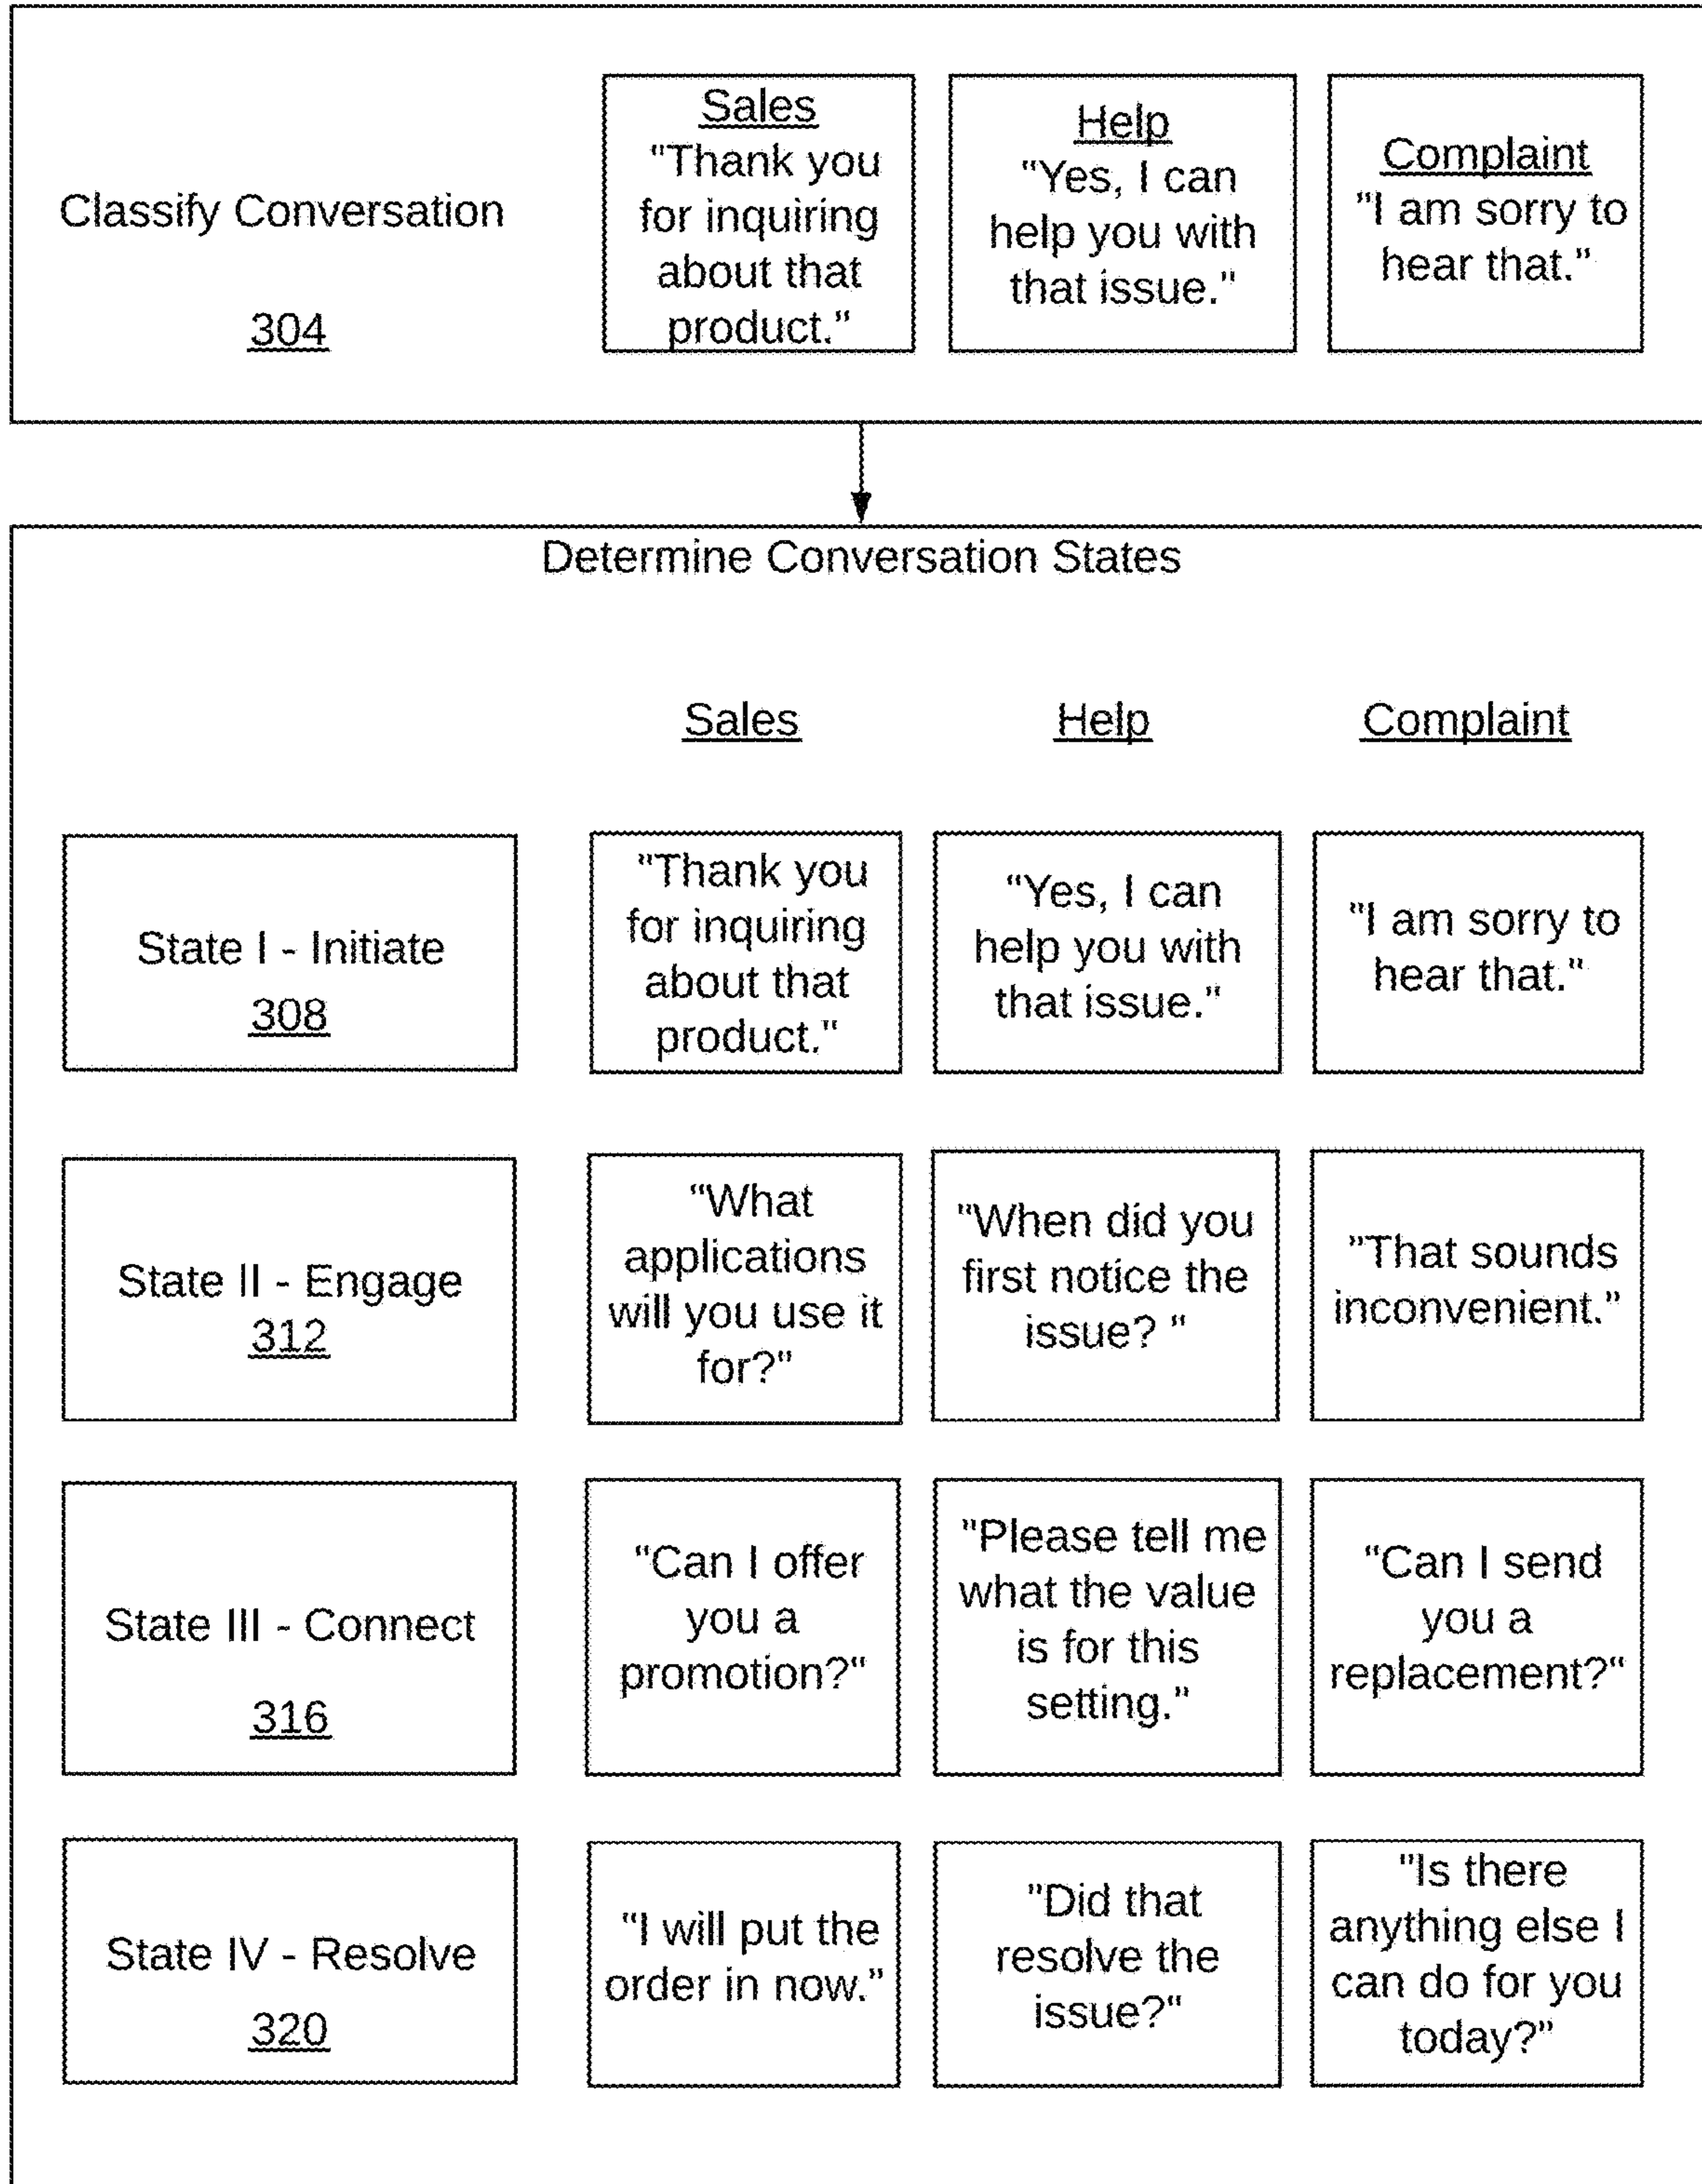 Classify Conversation
304
Sales
"Thank you
for inquiring
about that
product."
Help
"Yes, I can
help you with
that issue."
Complaint
"I am sorry to
hear that."
Determine Conversation States
Sales
Help
Complaint
State I - Initiate
308
"Thank you
for inquiring
about that
product."
"Yes, I can
help you with
that issue."
"I am sorry to
hear that."
State II - Engage
312
"What
applications
will you use it
for?"
"When did you
first notice the
issue? "
"That sounds
inconvenient."
State III - Connect
316
"Can I offer
you a
promotion?"
"Please tell me
what the value
is for this
setting."
"Can I send
you a
replacement?"
State IV - Resolve
320
"I will put the
order in now."
"Did that
resolve the
issue?"
"Is there
anything else I
can do for you
today?"